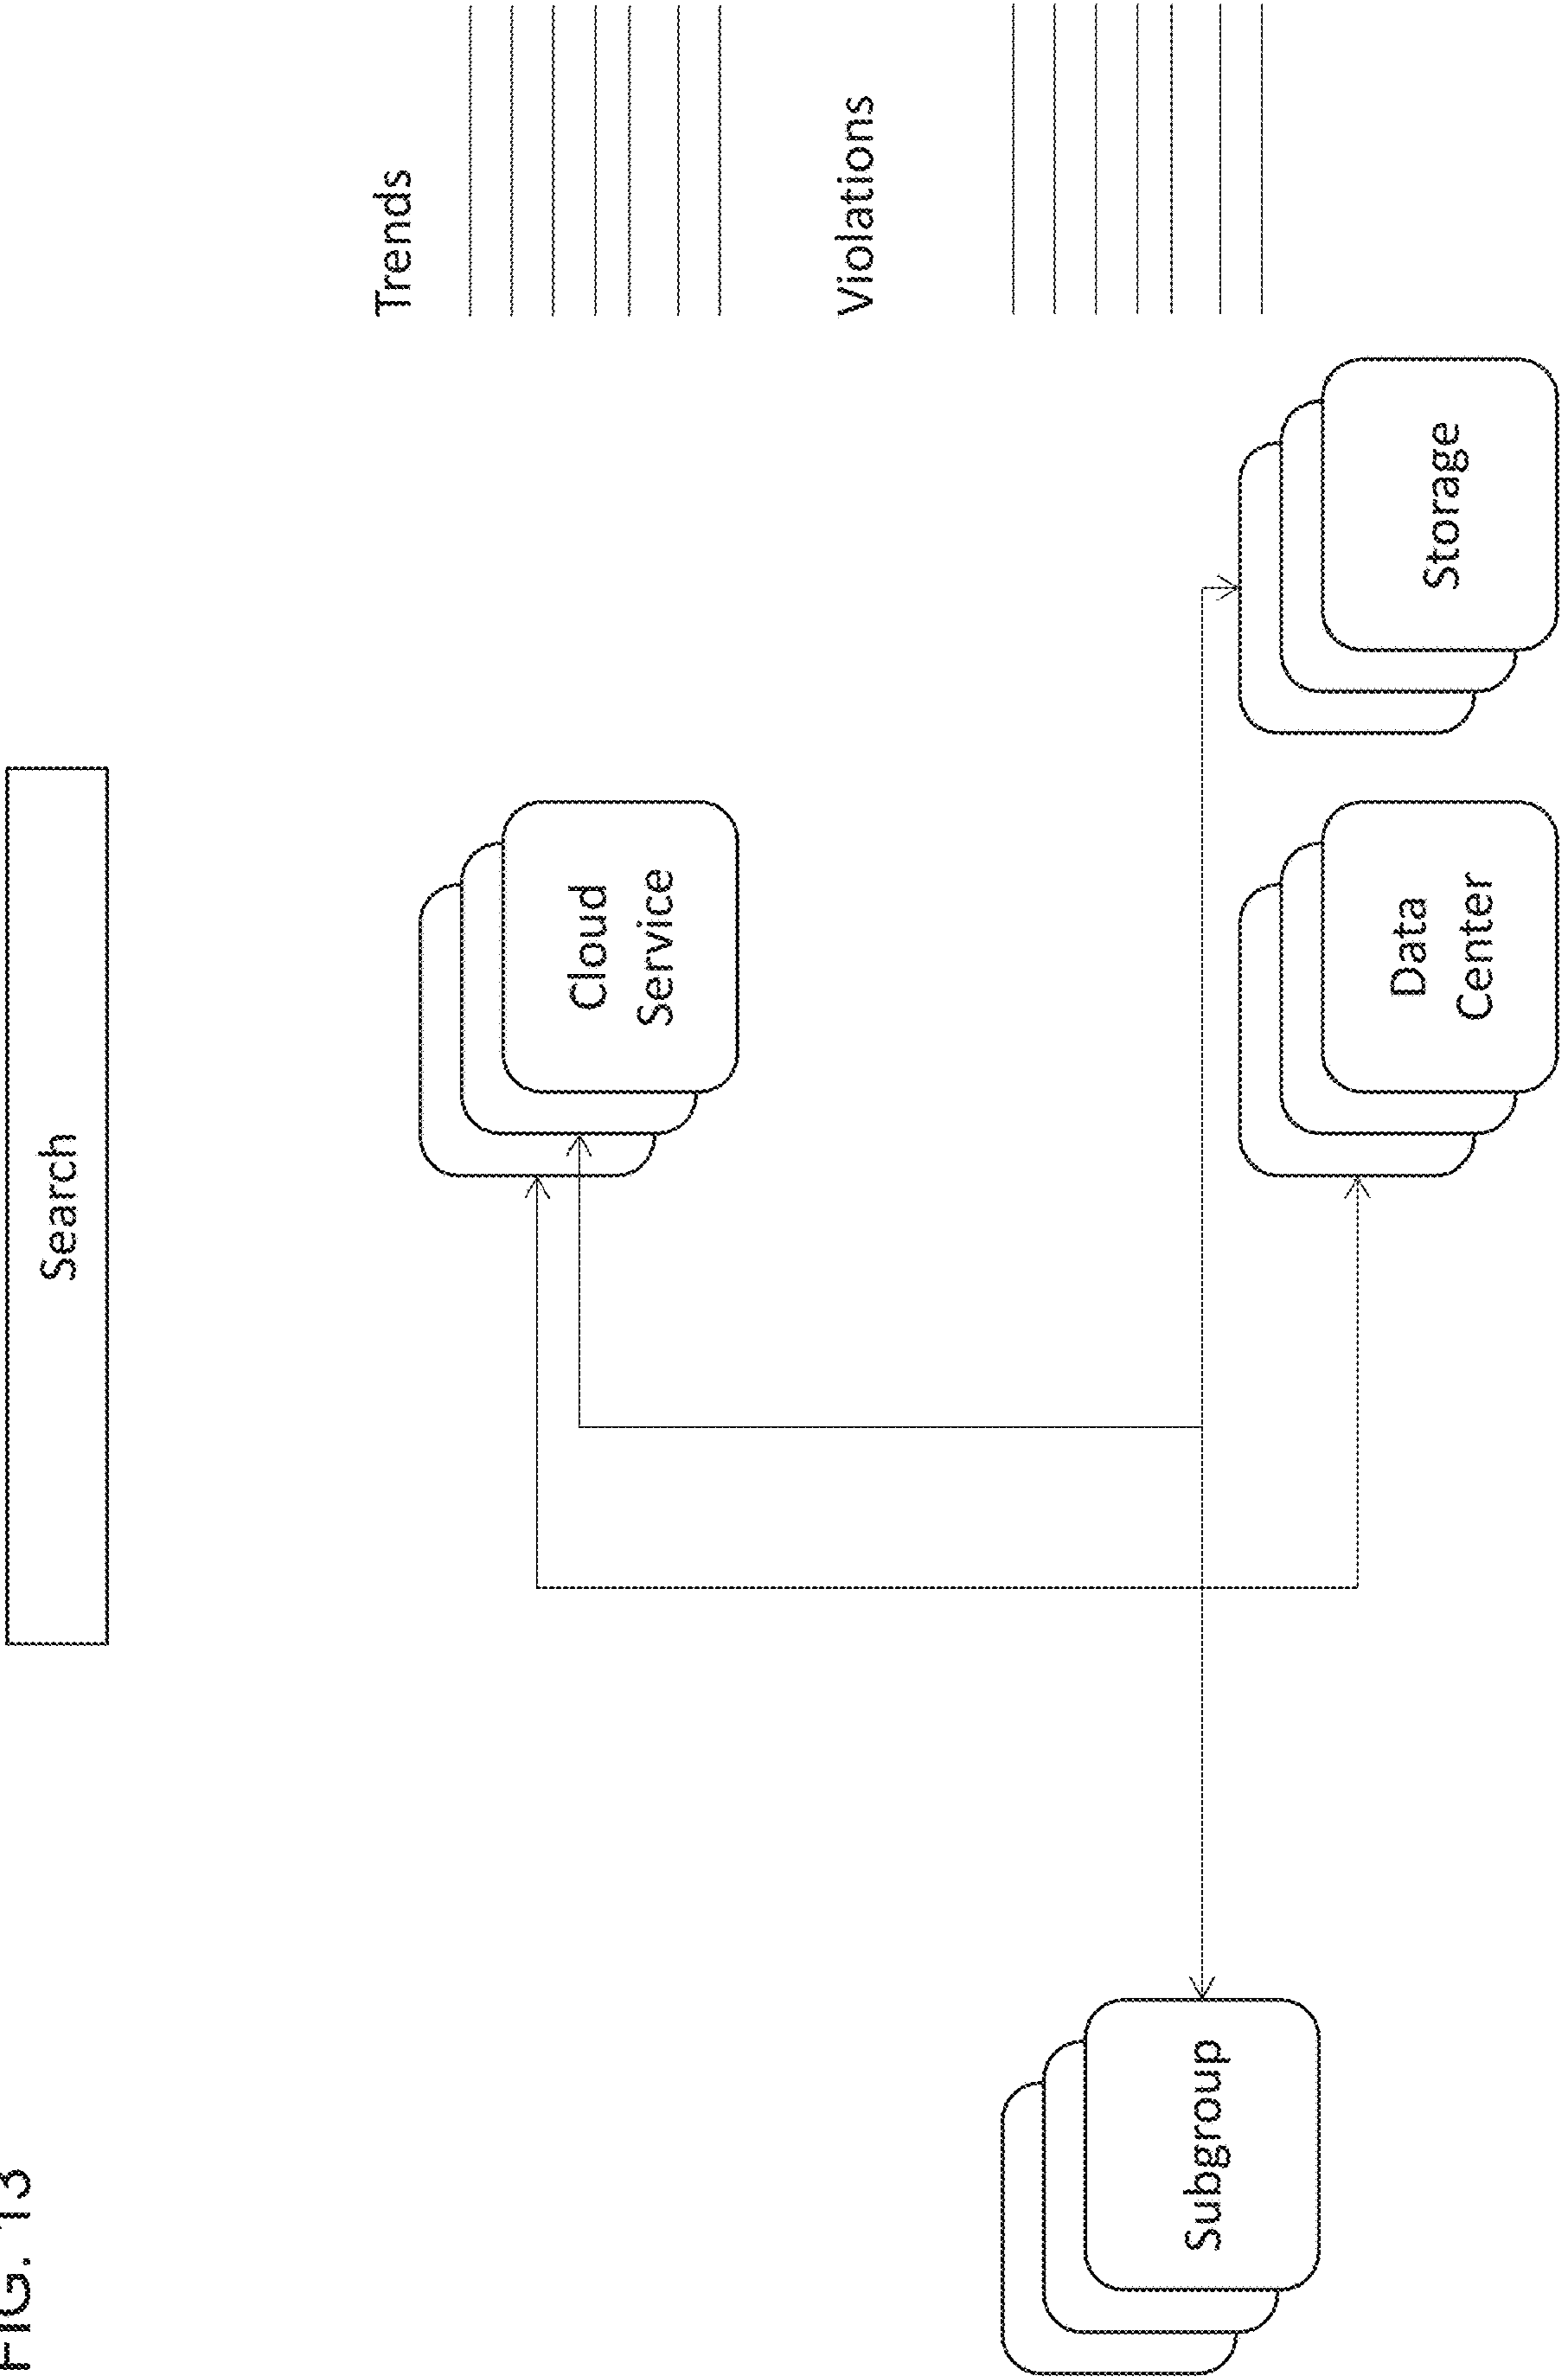 FIG. 13
Search
Trends
Cloud
Service
Violations
Subgroup
Data
Center
Storage